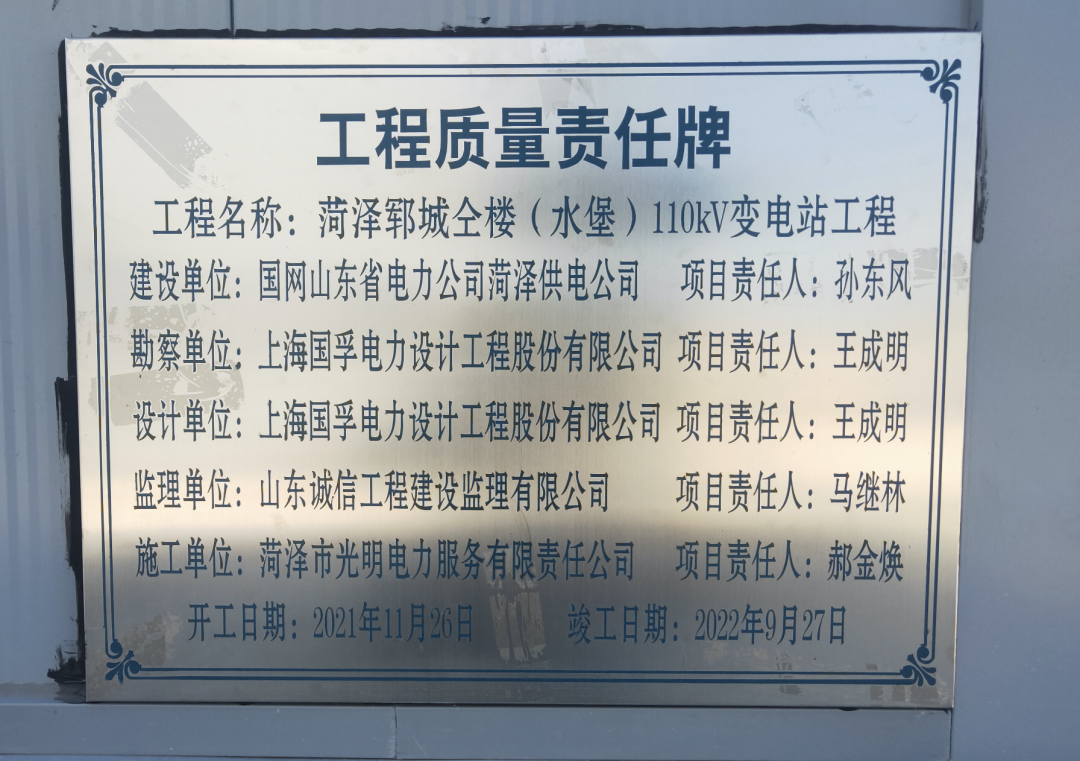 工程质量责任牌
工程名称：菏泽郓城仝楼（水堡）110kV变电站工程
建设单位：国网山东省电力公司菏泽供电公司 项目责任人：孙东风
勘察单位：上海国孚电力设计工程股份有限公司 项目责任人：王成明
设计单位：上海国孚电力设计工程股份有限公司 项目责任人：王成明
监理单位：山东诚信工程建设监理有限公司 项目责任人：马继林
施工单位：菏泽市光明电力服务有限责任公司 项目责任人：郝金焕
开工日期：2021年11月26日 竣工日期：2022年9月27日